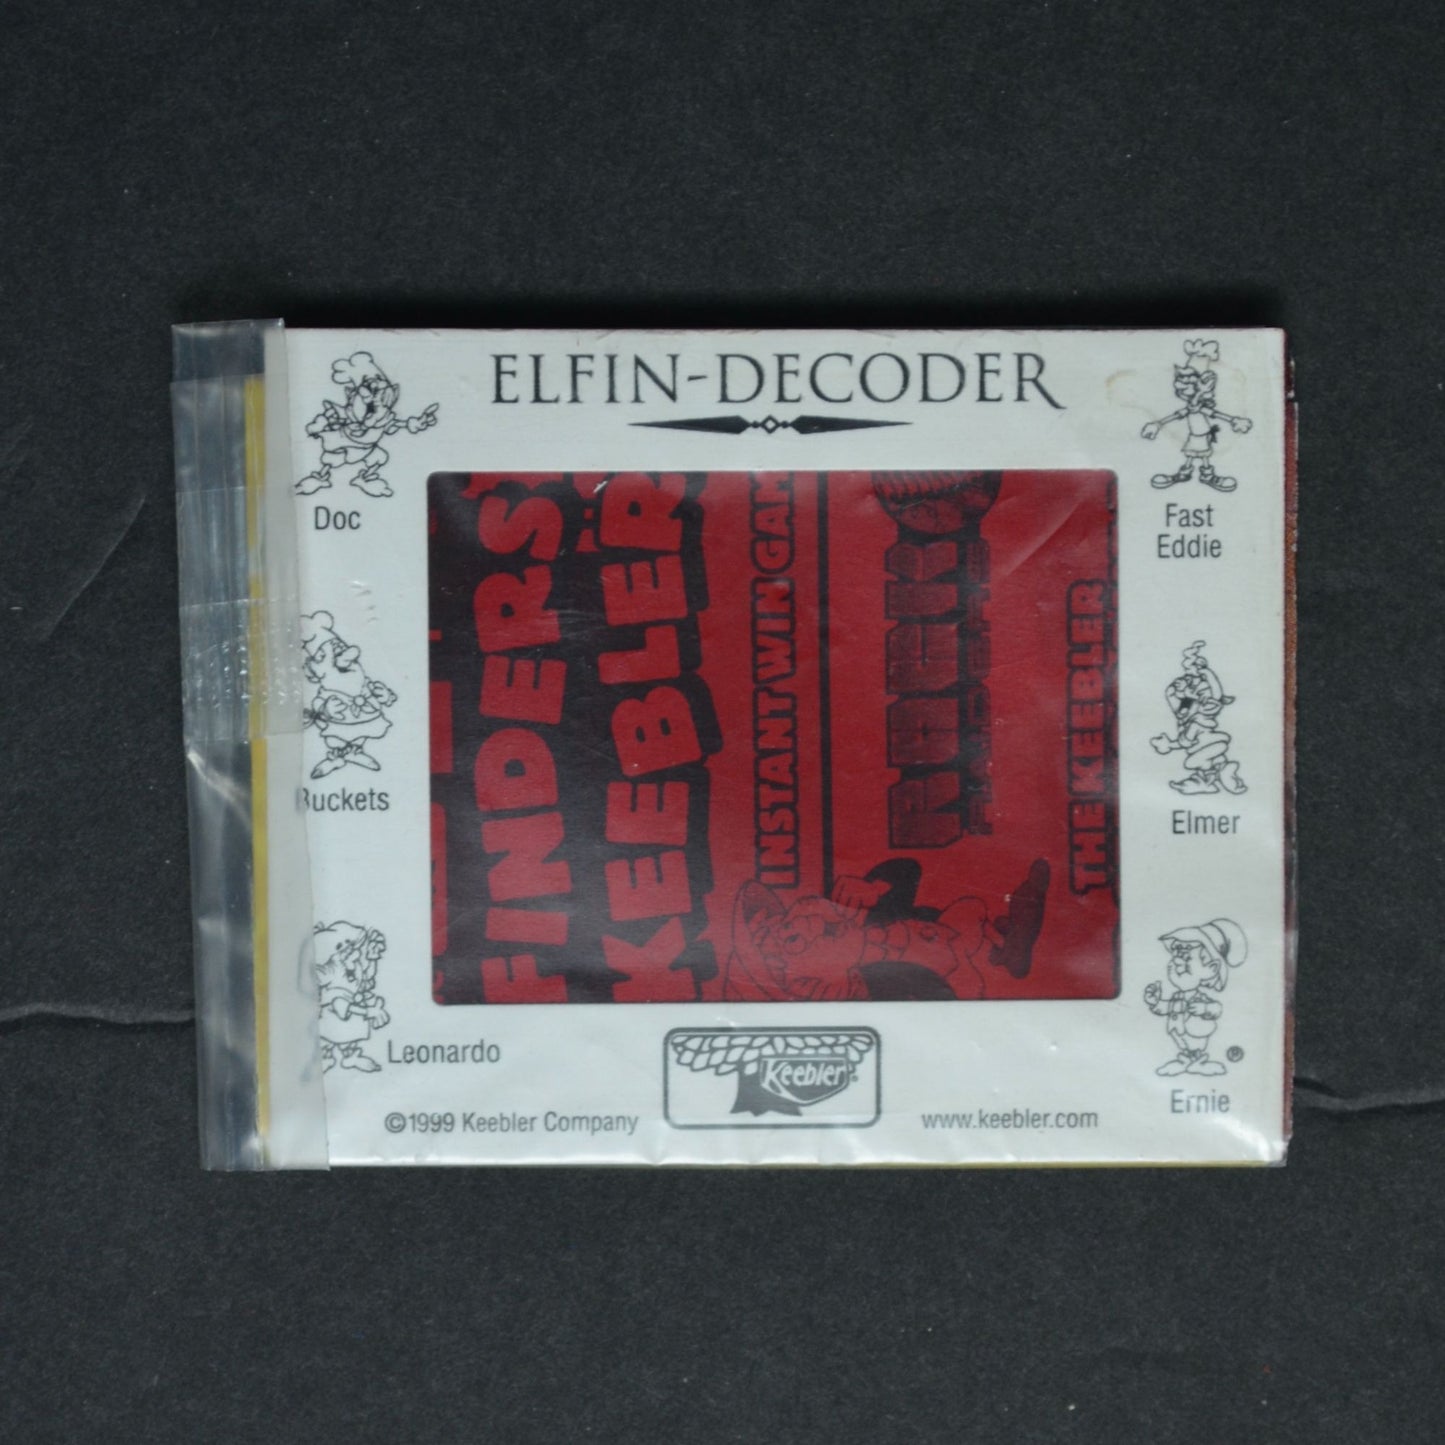 ELFIN-DECODER
Doc
Fast
Eddie
Buckets
Elmer
Leonardo
Ernie
®
FINDERS
KEEBLER
INSTANT WIN GAM
THE KEEBLER
Keebler
©1999 Keebler Company
www.keebler.com